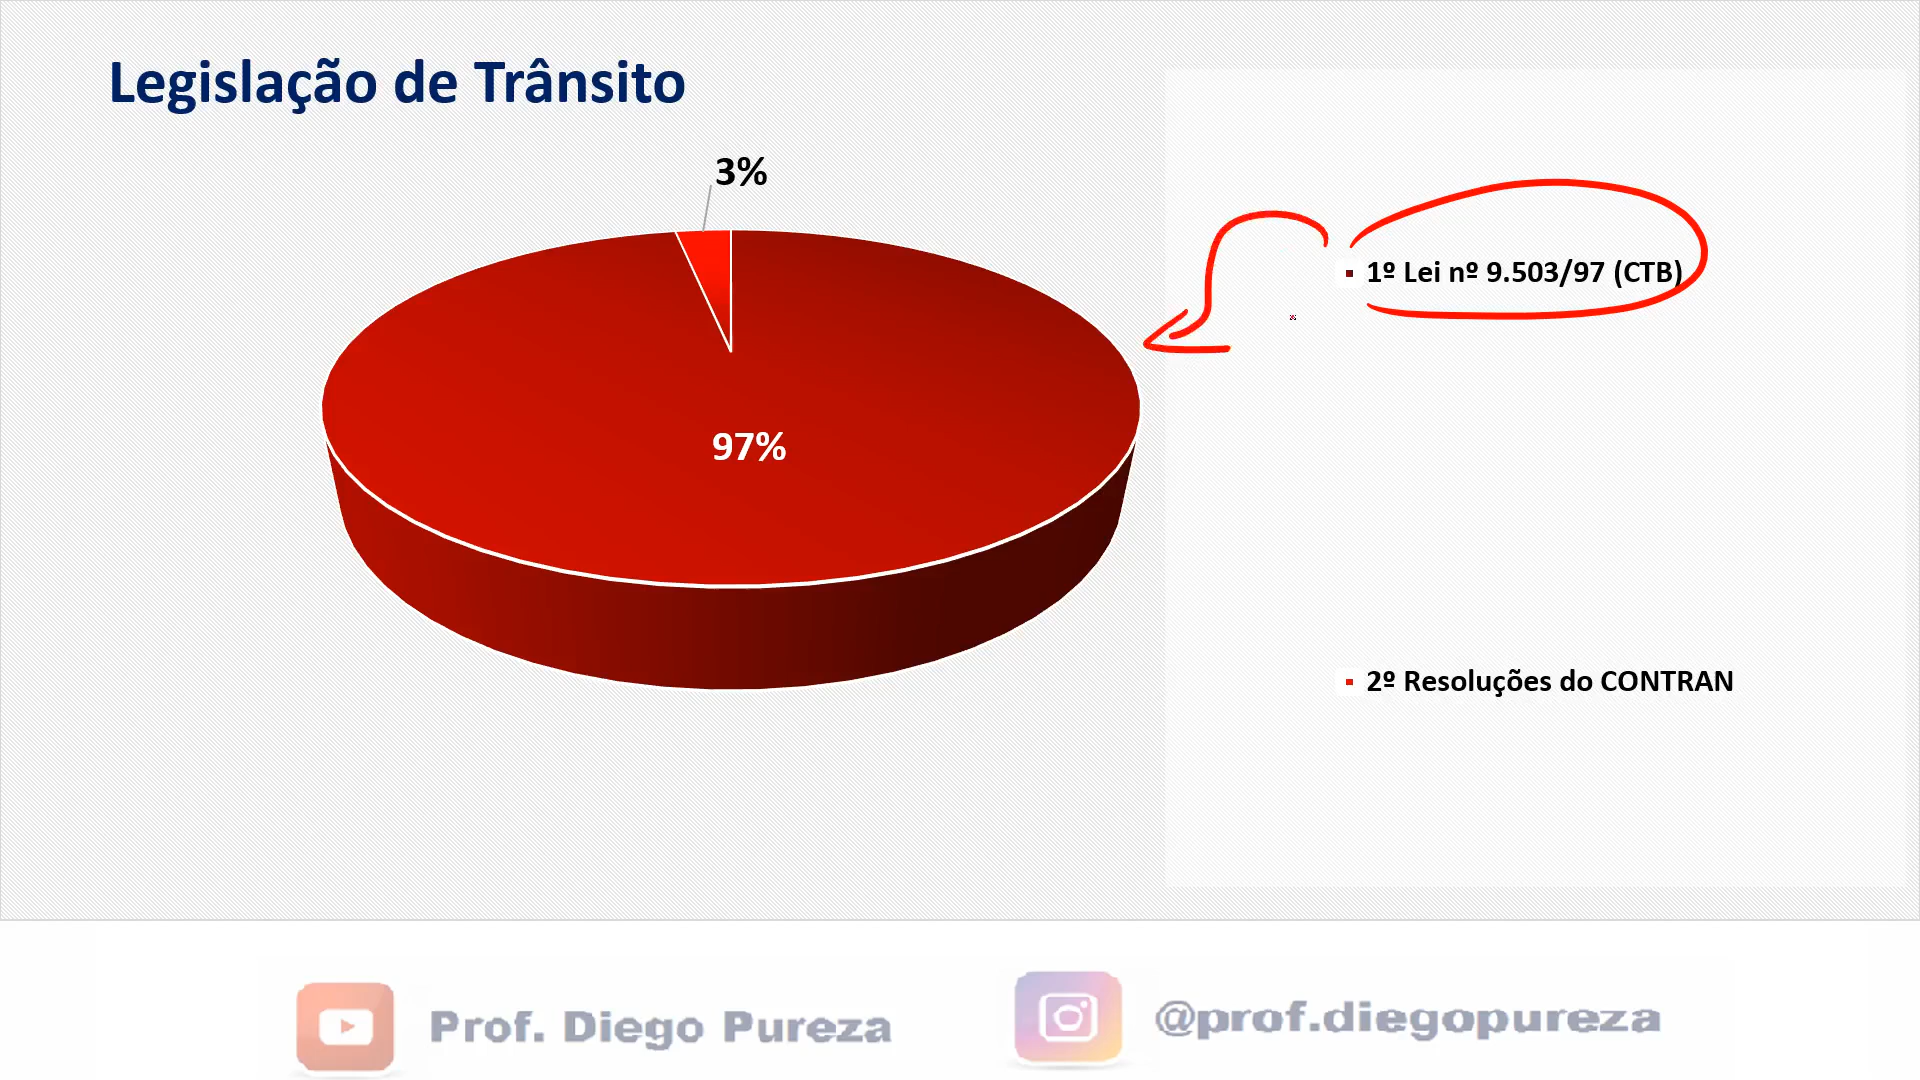 Legislação de Trânsito
3%
97%
1º Lei nº 9.503/97 (CTB)
2º Resoluções do CONTRAN
Prof. Diego Pureza
@prof.diegopureza